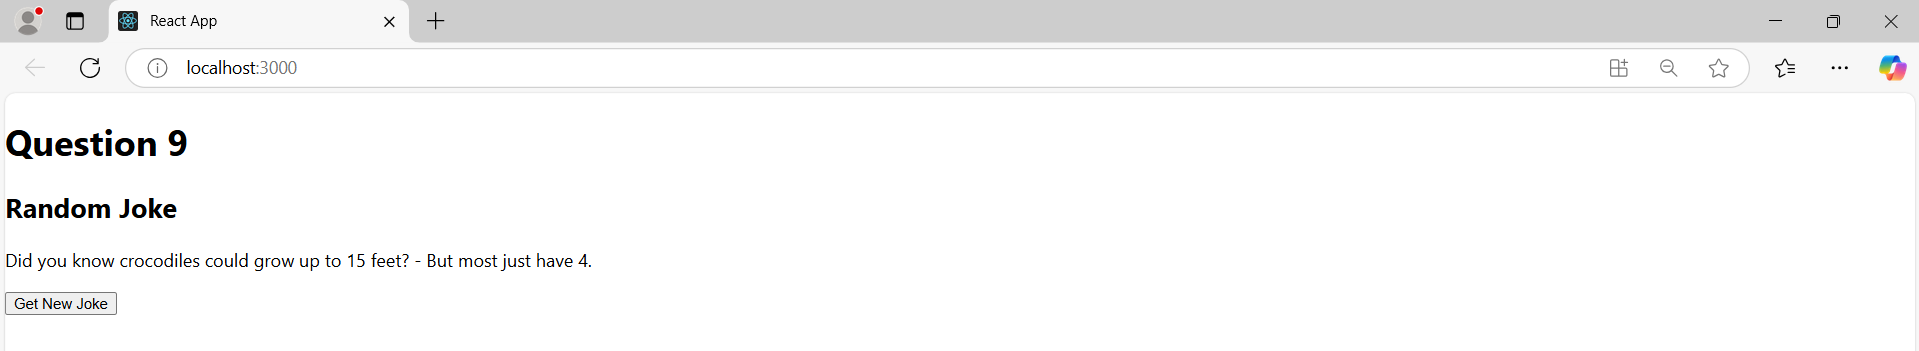 React App
localhost:3000
Question 9
Random Joke
Did you know crocodiles could grow up to 15 feet? - But most just have 4.
Get New Joke